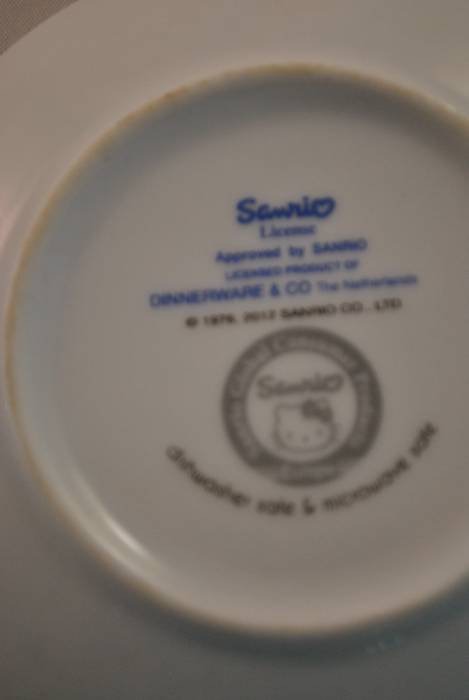 Sanrio
License
Approved by SANRIO
LICENSED PRODUCT OF
DINNERWARE & CO The Netherlands
© 1976, 2012 SANRIO CO., LTD
Sanrio
dishwasher safe & microwave safe